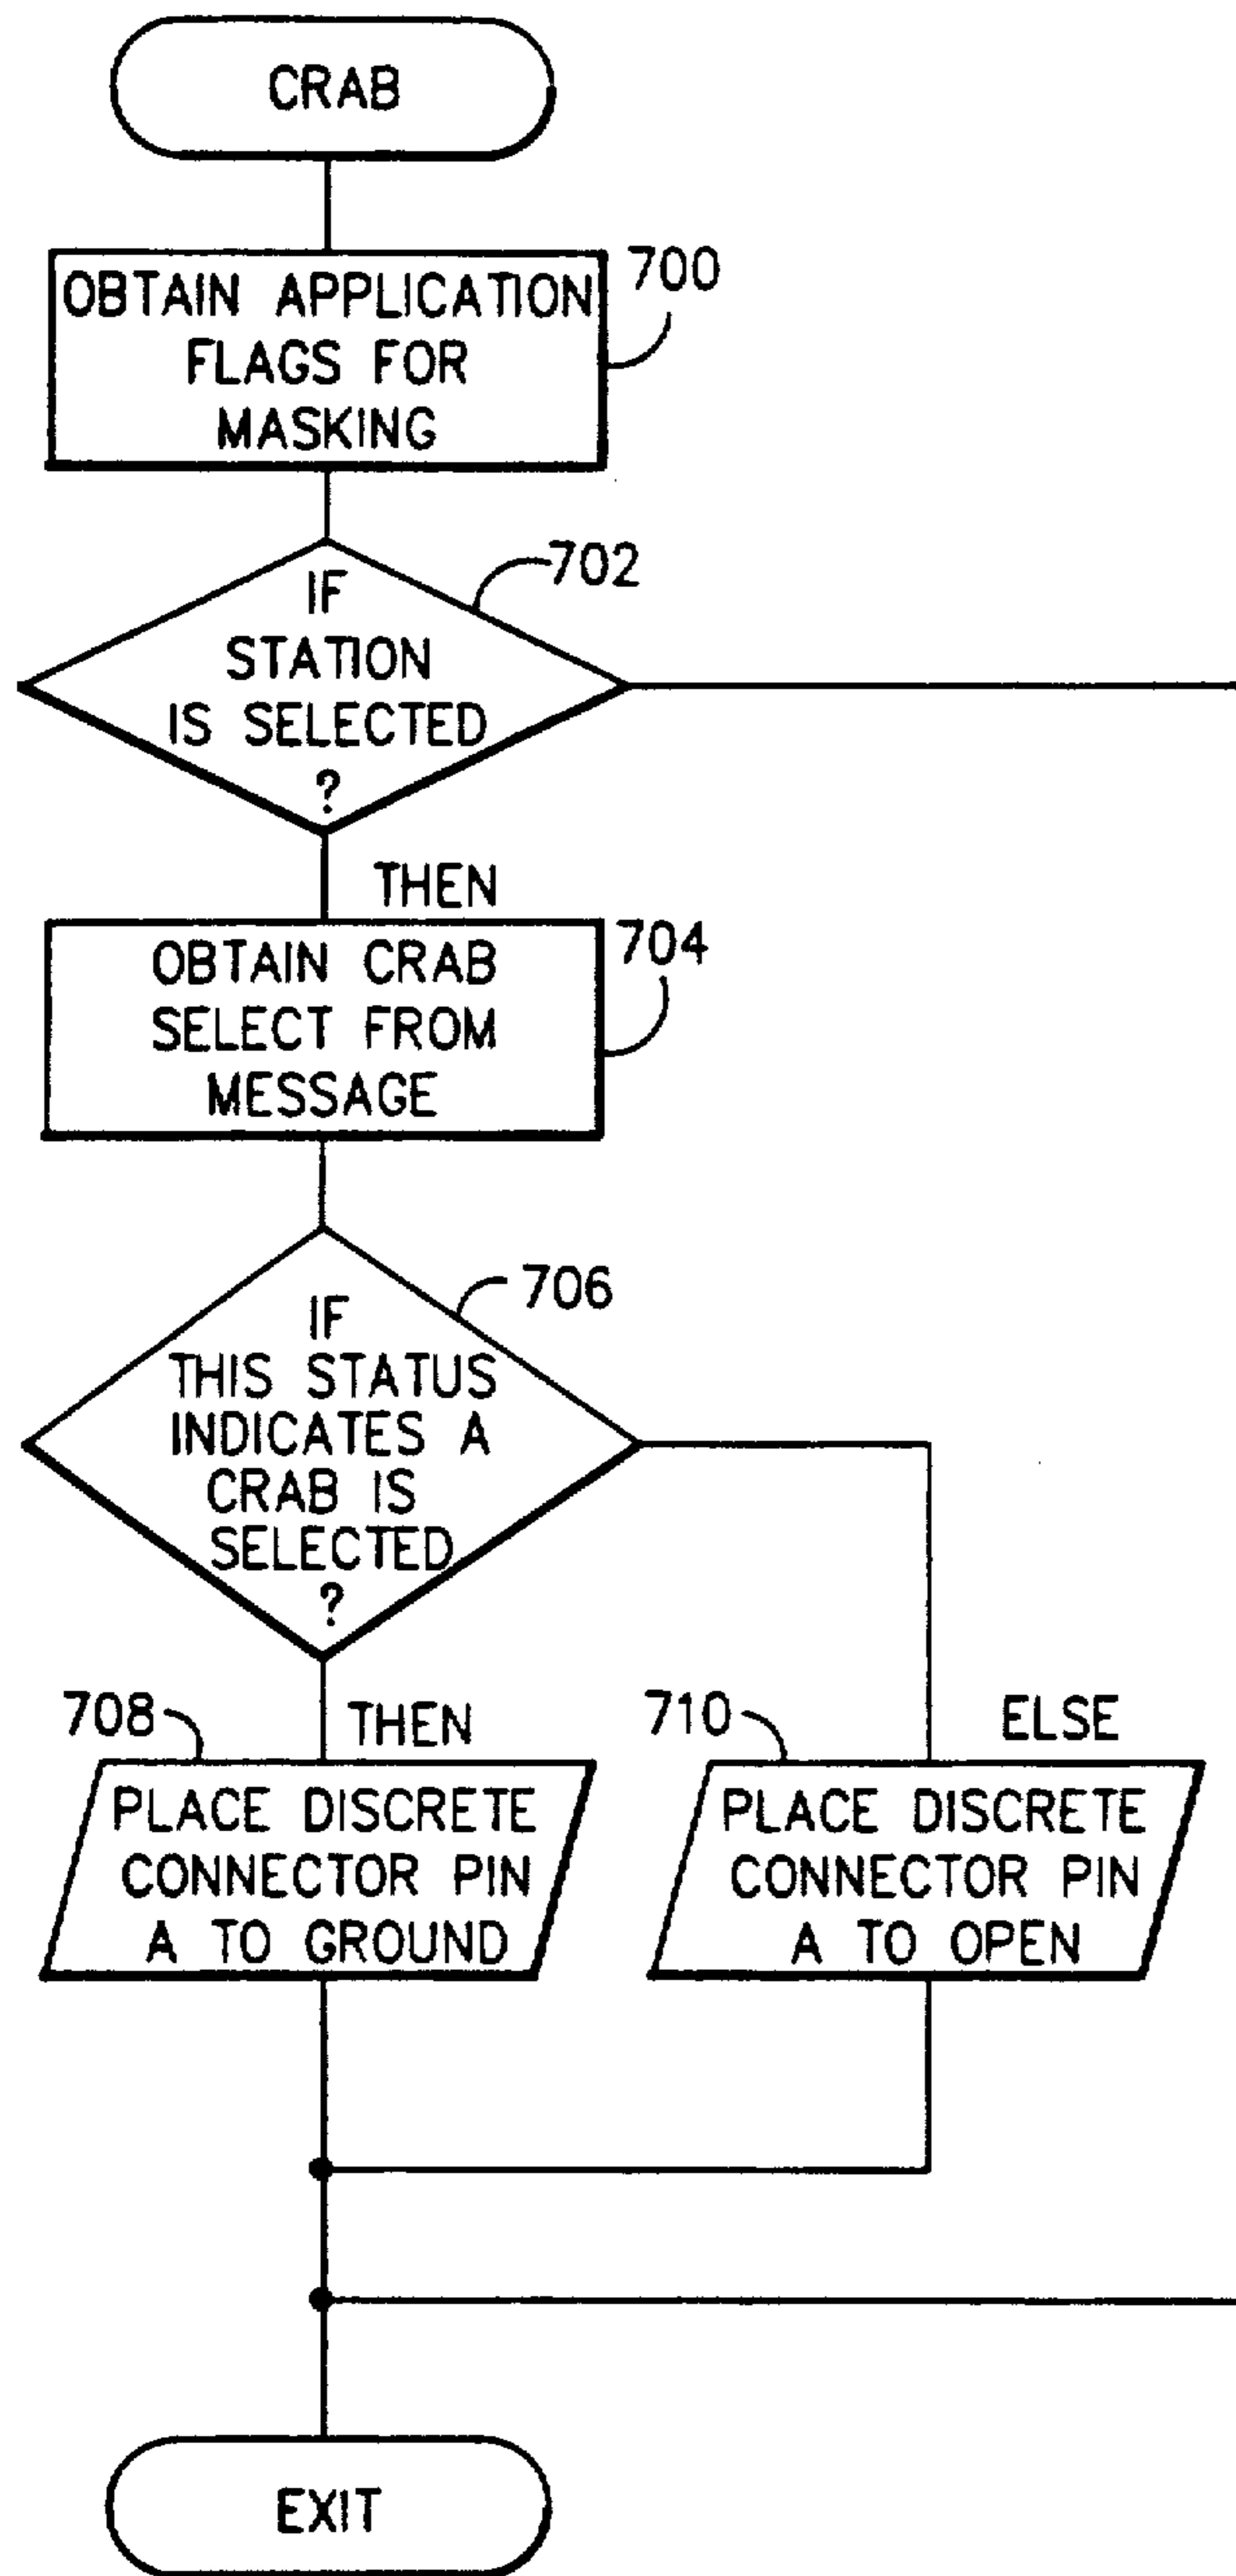 CRAB
OBTAIN APPLICATION
FLAGS FOR
MASKING
700
IF
STATION
IS SELECTED
?
702
THEN
OBTAIN CRAB
SELECT FROM
MESSAGE
704
IF
THIS STATUS
INDICATES A
CRAB IS
SELECTED
?
706
708
THEN
PLACE DISCRETE
CONNECTOR PIN
A TO GROUND
710
ELSE
PLACE DISCRETE
CONNECTOR PIN
A TO OPEN
EXIT